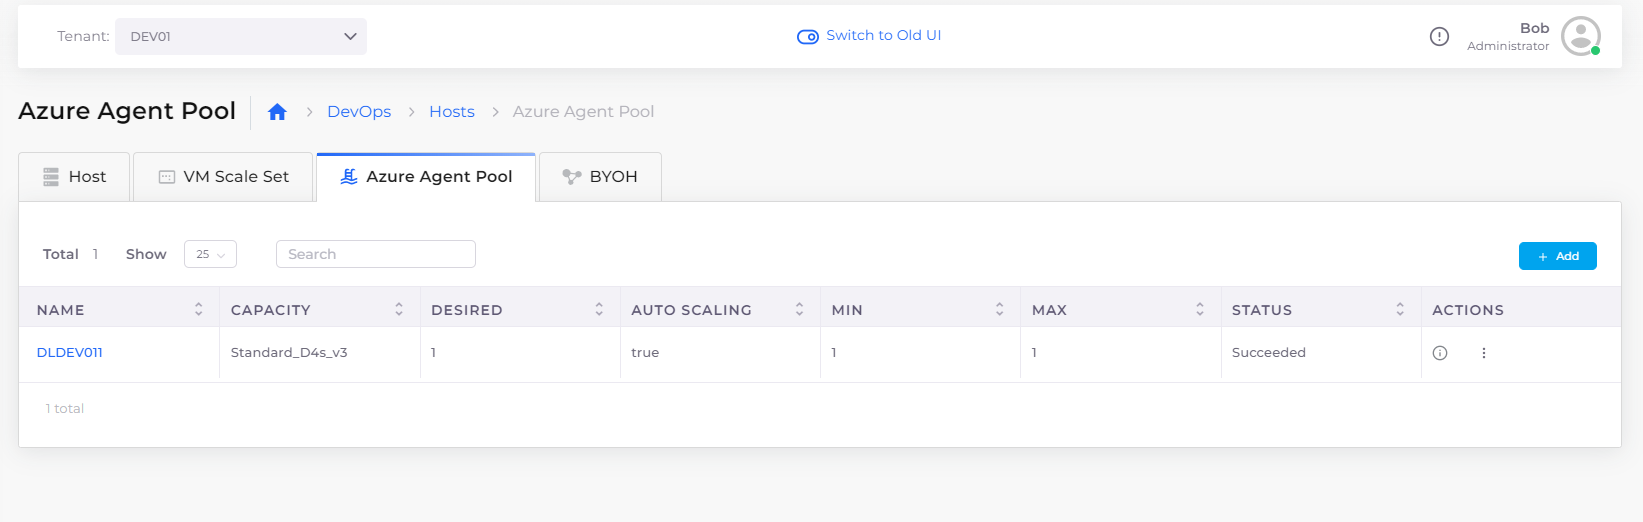 Tenant: DEV01 Switch to Old UI Bob
Administrator
Azure Agent Pool DevOps Hosts Azure Agent Pool
Host VM Scale Set Azure Agent Pool BYOH
Total 1 Show 25 Search + Add
NAME CAPACITY DESIRED AUTO SCALING MIN MAX STATUS ACTIONS
DLDEV011 Standard_D4s_v3 1 true 1 1 Succeeded
1 total